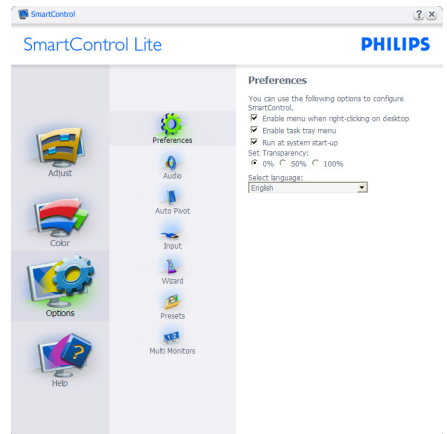 SmartControl
? ×
SmartControl Lite
PHILIPS
Adjust
Color
Options
Help
Preferences
Audio
Auto Pivot
Input
Wizard
Presets
Multi Monitors
Preferences
You can use the following options to configure
SmartControl.
Enable menu when right-clicking on desktop
Enable task tray menu
Run at system start-up
Set Transparency:
0% 50% 100%
Select language:
English